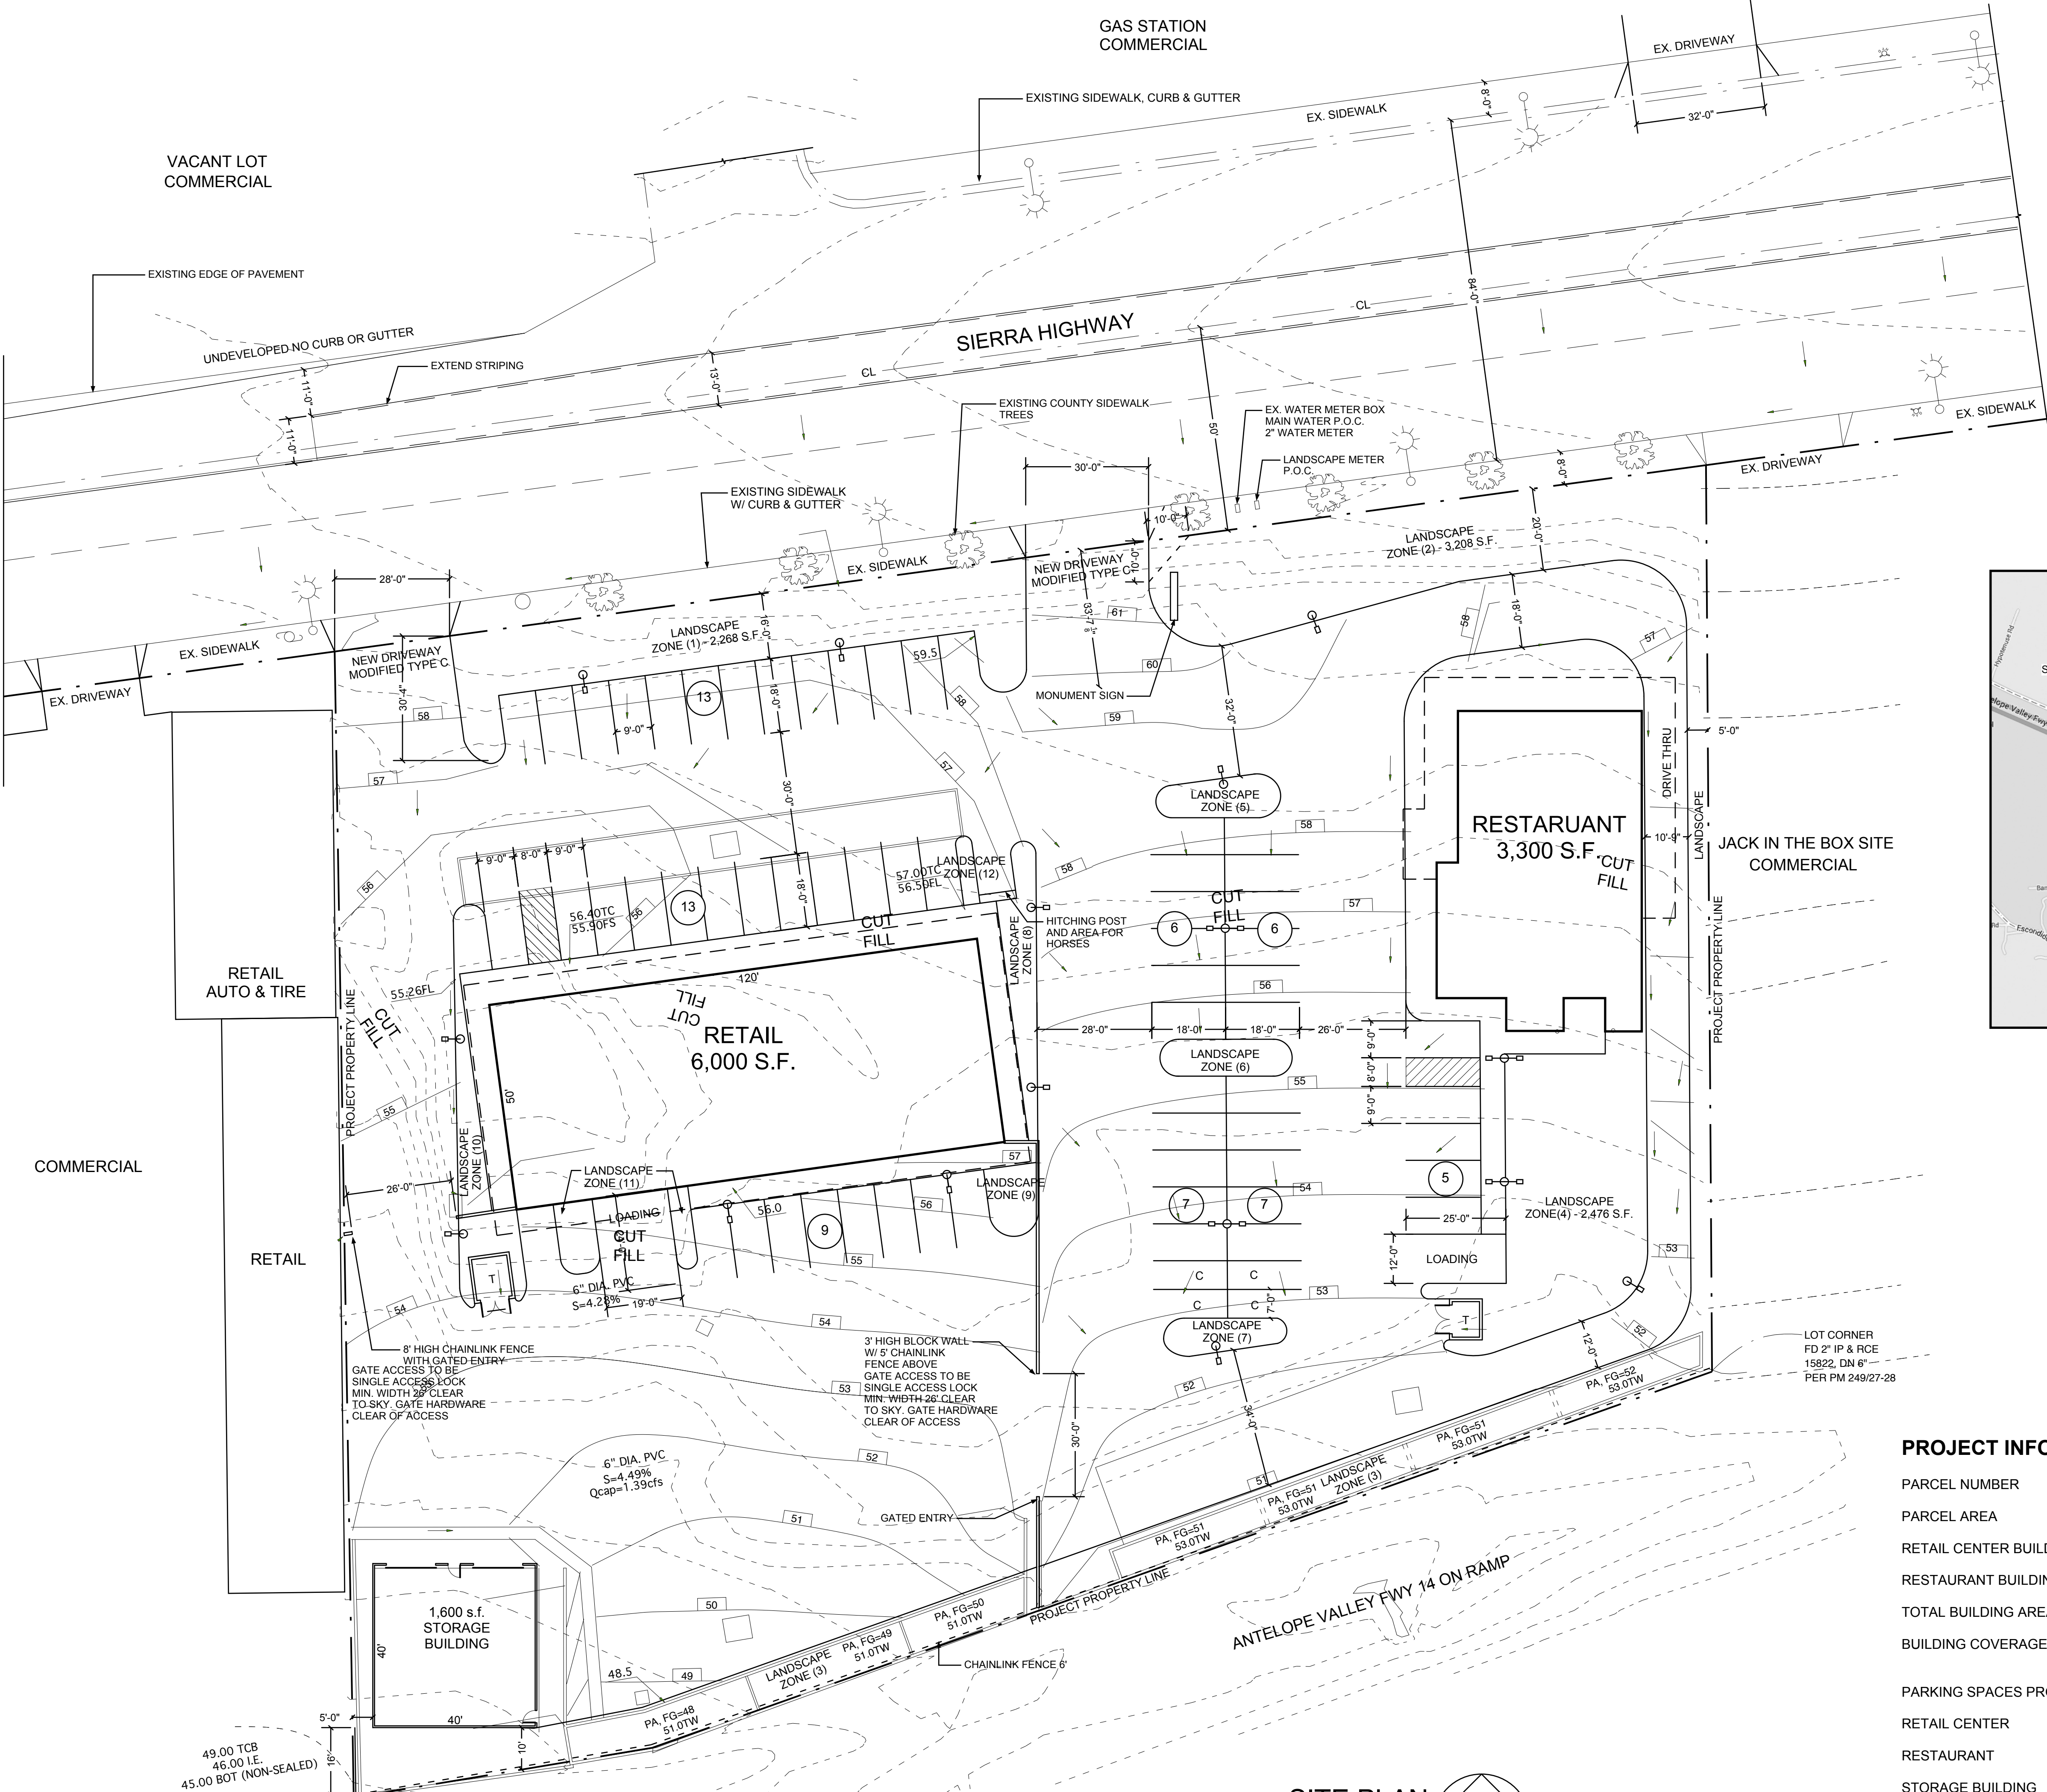 GAS STATION
COMMERCIAL
EX. DRIVEWAY
EXISTING SIDEWALK, CURB & GUTTER
8'-0"
EX. SIDEWALK
32'-0"
VACANT LOT
COMMERCIAL
EXISTING EDGE OF PAVEMENT
84'-0"
CL
SIERRA HIGHWAY
UNDEVELOPED NO CURB OR GUTTER
EXTEND STRIPING
13'-0"
CL
11'-0"
11'-0"
EXISTING COUNTY SIDEWALK
TREES
50'
EX. WATER METER BOX
MAIN WATER P.O.C.
2" WATER METER
EX. SIDEWALK
LANDSCAPE METER
P.O.C.
30'-0"
8'-0"
EX. DRIVEWAY
EXISTING SIDEWALK
W/ CURB & GUTTER
10'-0"
20'-0"
LANDSCAPE
ZONE (2) - 3,208 S.F.
EX. SIDEWALK
NEW DRIVEWAY
MODIFIED TYPE C
28'-0"
33'-7
61
18'-0"
58
57
16'-0"
LANDSCAPE
ZONE (1) - 2,268 S.F.
EX. SIDEWALK
NEW DRIVEWAY
MODIFIED TYPE C
59.5
60
EX. DRIVEWAY
30'-4"
13
18'-0"
58
MONUMENT SIGN
32'-0"
58
59
9'-0"
5'-0"
DRIVE THRU
57
57
30'-0"
LANDSCAPE
ZONE (5)
LANDSCAPE
RESTARUANT
3,300 S.F.
CUT
FILL
10'-9"
JACK IN THE BOX SITE
COMMERCIAL
58
9'-0"
8'-0"
9'-0"
LANDSCAPE
ZONE (12)
57.00TC
56.50FL
58
56
18'-0"
CUT
FILL
57
56.40TC
55.90FS
56
13
CUT
FILL
HITCHING POST
AND AREA FOR
HORSES
6
6
PROJECT PROPERTY LINE
LANDSCAPE
ZONE (8)
RETAIL
AUTO & TIRE
55.26FL
120'
56
CUT
FILL
CUT
FILL
PROJECT PROPERTY LINE
RETAIL
6,000 S.F.
28'-0"
18'-0"
18'-0"
26'-0"
9'-0"
LANDSCAPE
ZONE (6)
8'-0"
55
50'
55
9'-0"
LANDSCAPE
ZONE (10)
57
COMMERCIAL
LANDSCAPE
ZONE (11)
LANDSCAPE
ZONE (9)
5
54
26'-0"
56
7
7
LANDSCAPE
ZONE(4) - 2,476 S.F.
LOADING
56.0
25'-0"
9
CUT
FILL
53
RETAIL
55
LOADING
12'-0"
T
C
C
6" DIA. PVC
S=4.28%
19'-0"
53
C
C
7'-0"
54
54
T
LANDSCAPE
ZONE (7)
52
12'-0"
LOT CORNER
FD 2" IP & RCE
15822, DN 6"
PER PM 249/27-28
8' HIGH CHAINLINK FENCE
WITH GATED ENTRY
GATE ACCESS TO BE
SINGLE ACCESS LOCK
MIN. WIDTH 26' CLEAR
TO SKY. GATE HARDWARE
CLEAR OF ACCESS
53
3' HIGH BLOCK WALL
W/ 5' CHAINLINK
FENCE ABOVE
GATE ACCESS TO BE
SINGLE ACCESS LOCK
MIN. WIDTH 26' CLEAR
TO SKY. GATE HARDWARE
CLEAR OF ACCESS
53
52
PA, FG=52
53.0TW
34'-0"
30'-0"
PA, FG=51
53.0TW
52
6" DIA. PVC
S=4.49%
Qcap=1.39cfs
51
LANDSCAPE
ZONE (3)
PA, FG=51
53.0TW
51
GATED ENTRY
PA, FG=51
53.0TW
PROJECT PROPERTY LINE
ANTELOPE VALLEY FWY 14 ON RAMP
50
PA, FG=50
51.0TW
1,600 s.f.
STORAGE
BUILDING
40'
PA, FG=49
51.0TW
LANDSCAPE
ZONE (3)
49
48.5
CHAINLINK FENCE 6'
PA, FG=48
51.0TW
5'-0"
40'
10'
16'
49.00 TCB
46.00 I.E.
45.00 BOT (NON-SEALED)
SITE PLAN
Hypotenuse Rd
S
elope Valley Fwy
Bar
Rd
Escondid
PROJECT INFO
PARCEL NUMBER
PARCEL AREA
RETAIL CENTER BUILD
RESTAURANT BUILDIN
TOTAL BUILDING AREA
BUILDING COVERAGE
PARKING SPACES PRO
RETAIL CENTER
RESTAURANT
STORAGE BUILDING